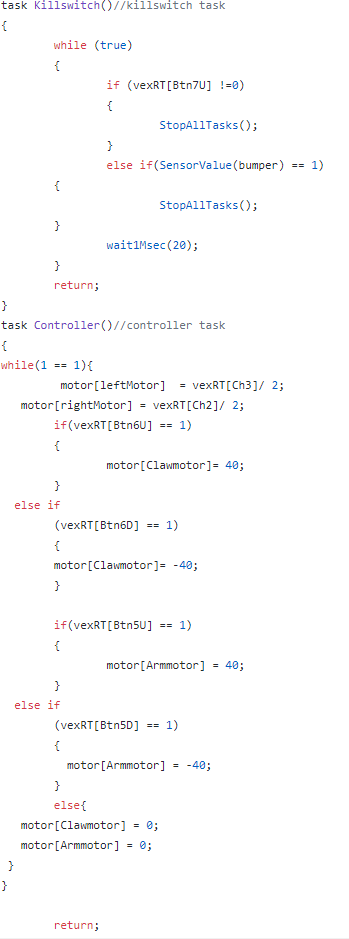 task Killswitch()//killswitch task
{
while (true)
{
if (vexRT[Btn7U] !=0)
{
StopAllTasks();
}
else if(SensorValue(bumper) == 1)
{
StopAllTasks();
}
wait1Msec(20);
}
return;
}
task Controller()//controller task
{
while(1 == 1){
motor[leftMotor]  = vexRT[Ch3]/ 2;
motor[rightMotor] = vexRT[Ch2]/ 2;
if(vexRT[Btn6U] == 1)
{
motor[Clawmotor]= 40;
}
else if
(vexRT[Btn6D] == 1)
{
motor[Clawmotor]= -40;
}
if(vexRT[Btn5U] == 1)
{
motor[Armmotor] = 40;
}
else if
(vexRT[Btn5D] == 1)
{
motor[Armmotor] = -40;
}
else{
motor[Clawmotor] = 0;
motor[Armmotor] = 0;
}
}
return;